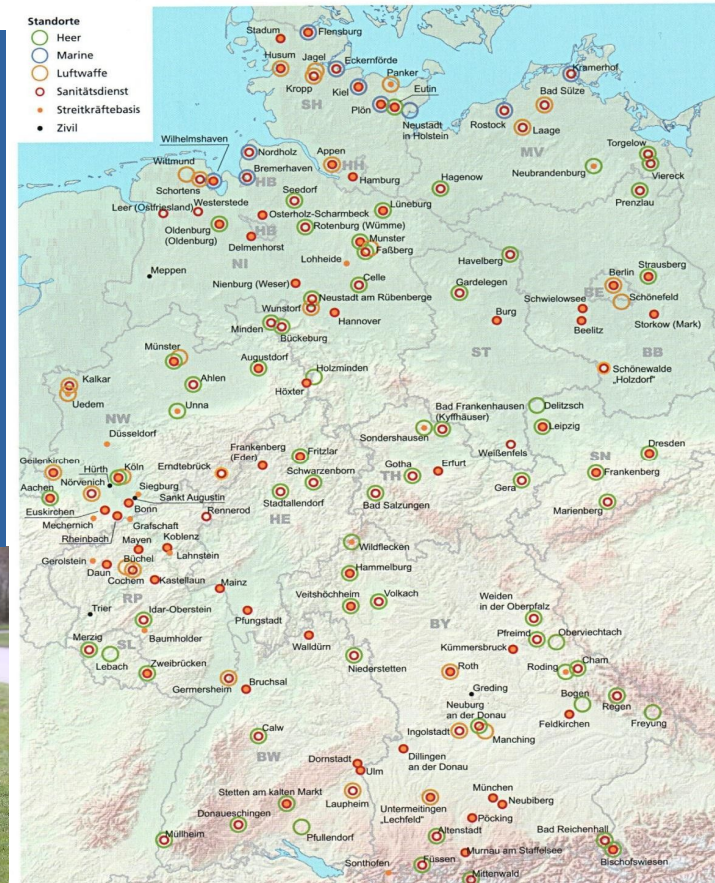 Standorte
Heer
Marine
Luftwaffe
Sanitätsdienst
Streitkräftebasis
Zivil
Stadum
Flensburg
Husum
Jagel
Eckernförde
Kropp
Kiel
Panker
Eutin
Plön
SH
Neustadt
in Holstein
Kramerhof
Bad Sülze
Rostock
Laage
MV
Torgelow
Viereck
Neubrandenburg
Prenzlau
Wilhelmshaven
Wittmund
Nordholz
Bremerhaven
HB
Schortens
Appen
HH
Hamburg
Hagenow
Leer (Ostfriesland)
Westerstede
Seedorf
Osterholz-Scharmbeck
Lüneburg
Oldenburg
(Oldenburg)
HB
Delmenhorst
Rotenburg (Wümme)
Munster
Faßberg
Lohheide
NI
Meppen
Nienburg (Weser)
Celle
Havelberg
Gardelegen
Strausberg
Berlin
BE
Schönefeld
Schwielowsee
Beelitz
Storkow (Mark)
BB
Neustadt am Rübenberge
Wunstorf
Hannover
Minden
Bückeburg
Burg
ST
Schönewalde
„Holzdorf“
Münster
Ahlen
Augustdorf
Holzminden
Höxter
Kalkar
Uedem
Unna
NW
Düsseldorf
Sondershausen
Bad Frankenhausen
(Kyffhäuser)
Delitzsch
Leipzig
Weißenfels
SN
Dresden
Frankenberg
Marienberg
Geilenkirchen
Hürth
Köln
Erndtebrück
Frankenberg
(Eder)
Fritzlar
Schwarzenborn
Gotha
Erfurt
TH
Gera
Bad Salzungen
Nörvenich
Siegburg
Sankt Augustin
Aachen
Euskirchen
Bonn
Mechernich
Rheinbach
Grafschaft
Rennerod
Stadtallendorf
HE
Mayen
Koblenz
Lahnstein
Gerolstein
Büchel
Daun
Cochem
Kastellaun
Mainz
RP
Trier
Idar-Oberstein
Baumholder
Pfungstadt
Merzig
SL
Lebach
Zweibrücken
Wildflecken
Hammelburg
Veitshöchheim
Volkach
BY
Weiden
in der Oberpfalz
Pfreimd
Oberviechtach
Kümmersbruck
Walldürn
Niederstetten
Roth
Greding
Roding
Cham
Bogen
Regen
Freyung
Feldkirchen
Germersheim
Bruchsal
Neuburg
an der Donau
Ingolstadt
Manching
Calw
BW
Dornstadt
Ulm
Dillingen
an der Donau
Stetten am kalten Markt
Laupheim
Untermeitingen
„Lechfeld“
München
Neubiberg
Donaueschingen
Pfullendorf
Pöcking
Altenstadt
Müllheim
Murnau am Staffelsee
Bad Reichenhall
Bischofswiesen
Sonthofen
Füssen
Mittenwald